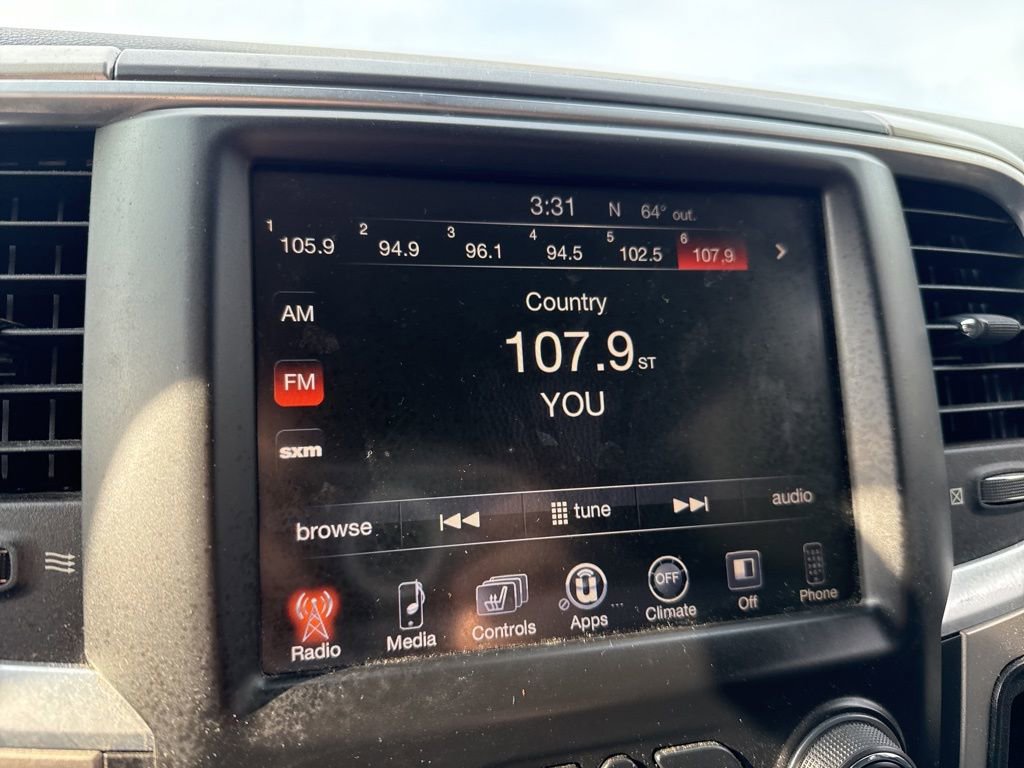 3:31 N 64° out.
1 105.9 2 94.9 3 96.1 4 94.5 5 102.5 6 107.9
Country
AM
107.9 ST
FM
YOU
sxm
browse tune audio
OFF
Radio Media Controls Apps ... Climate Off Phone